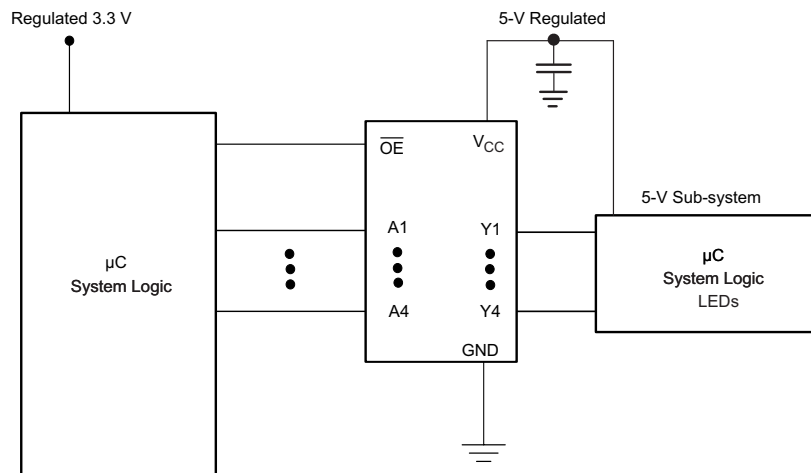 Regulated 3.3 V
5-V Regulated
OE
VCC
5-V Sub-system
A1
Y1
µC
System Logic
µC
System Logic
LEDs
A4
Y4
GND